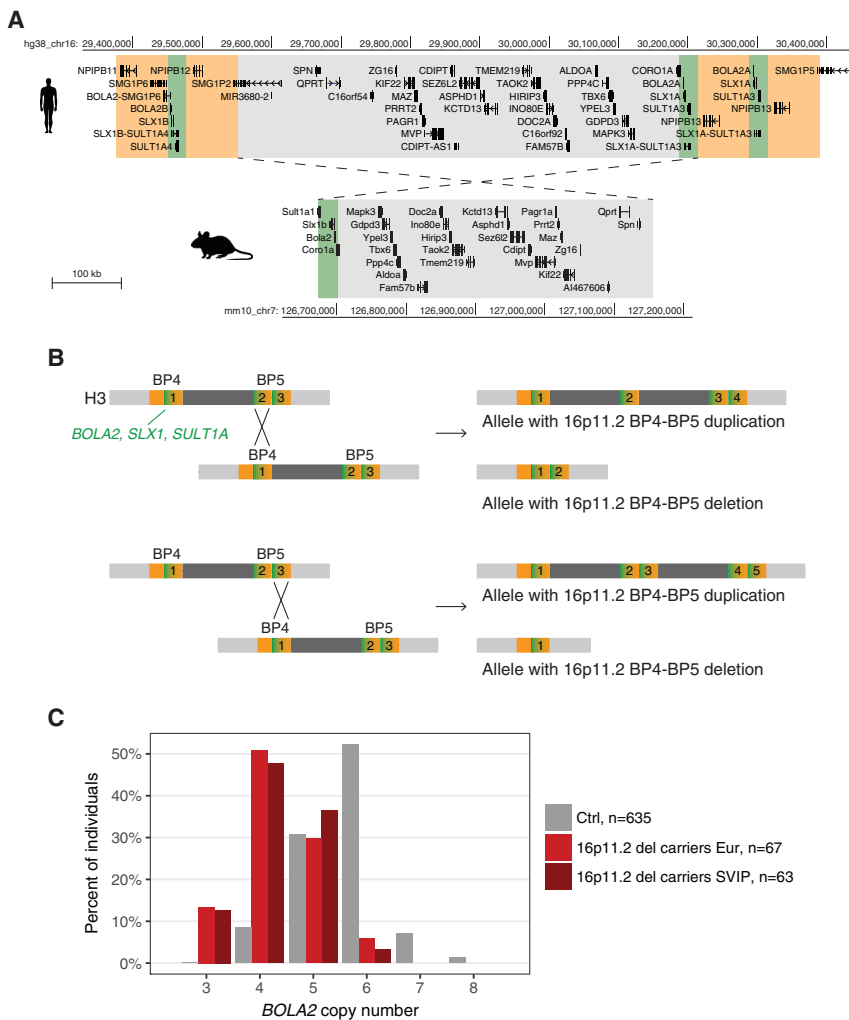 A
hg38_chr16: 29,400,000 29,500,000 29,600,000 29,700,000 29,800,000 29,900,000 30,000,000 30,100,000 30,200,000 30,300,000 30,400,000
NPIPB11 NPIPB12 SPN ZG16 CDIPT TMEM219 ALDOA CORO1A BOLA2A SMG1P5
SMG1P6 SMG1P2 QPRT KIF22 SEZ6L2 TAOK2 PPP4C BOLA2A SLX1A
BOLA2-SMG1P6 MIR3680-2 C16orf54 MAZ ASPHD1 HIRIP3 TBX6 SLX1A SULT1A3
BOLA2B PRRT2 KCTD13 INO80E YPEL3 SULT1A3 NPIPB13
SLX1B PAGR1 DOC2A GDPD3 NPIPB13
SLX1B-SULT1A4 MVP C16orf92 MAPK3 SLX1A-SULT1A3
SULT1A4 CDIPT-AS1 FAM57B SLX1A-SULT1A3
Sult1a1 Mapk3 Doc2a Kctd13 Pagr1a Qprt
Slx1b Gdpd3 Ino80e Asphd1 Prrt2 Spn
Bola2 Ypel3 Hirip3 Sez6l2 Maz
Coro1a Tbx6 Taok2 Cdipt Zg16
Ppp4c Tmem219 Mvp
Aldoa Kif22
Fam57b AI467606
100 kb
mm10_chr7: 126,700,000 126,800,000 126,900,000 127,000,000 127,100,000 127,200,000
B
BP4 BP5
H3 1 2 3 1 2 3 4
BOLA2, SLX1, SULT1A
Allele with 16p11.2 BP4-BP5 duplication
BP4 BP5
1 2 3 1 2
Allele with 16p11.2 BP4-BP5 deletion
BP4 BP5
1 2 3 1 2 3 4 5
Allele with 16p11.2 BP4-BP5 duplication
BP4 BP5
1 2 3 1
Allele with 16p11.2 BP4-BP5 deletion
C
Percent of individuals
50%
40%
30%
20%
10%
0%
3 4 5 6 7 8
BOLA2 copy number
Ctrl, n=635
16p11.2 del carriers Eur, n=67
16p11.2 del carriers SVIP, n=63